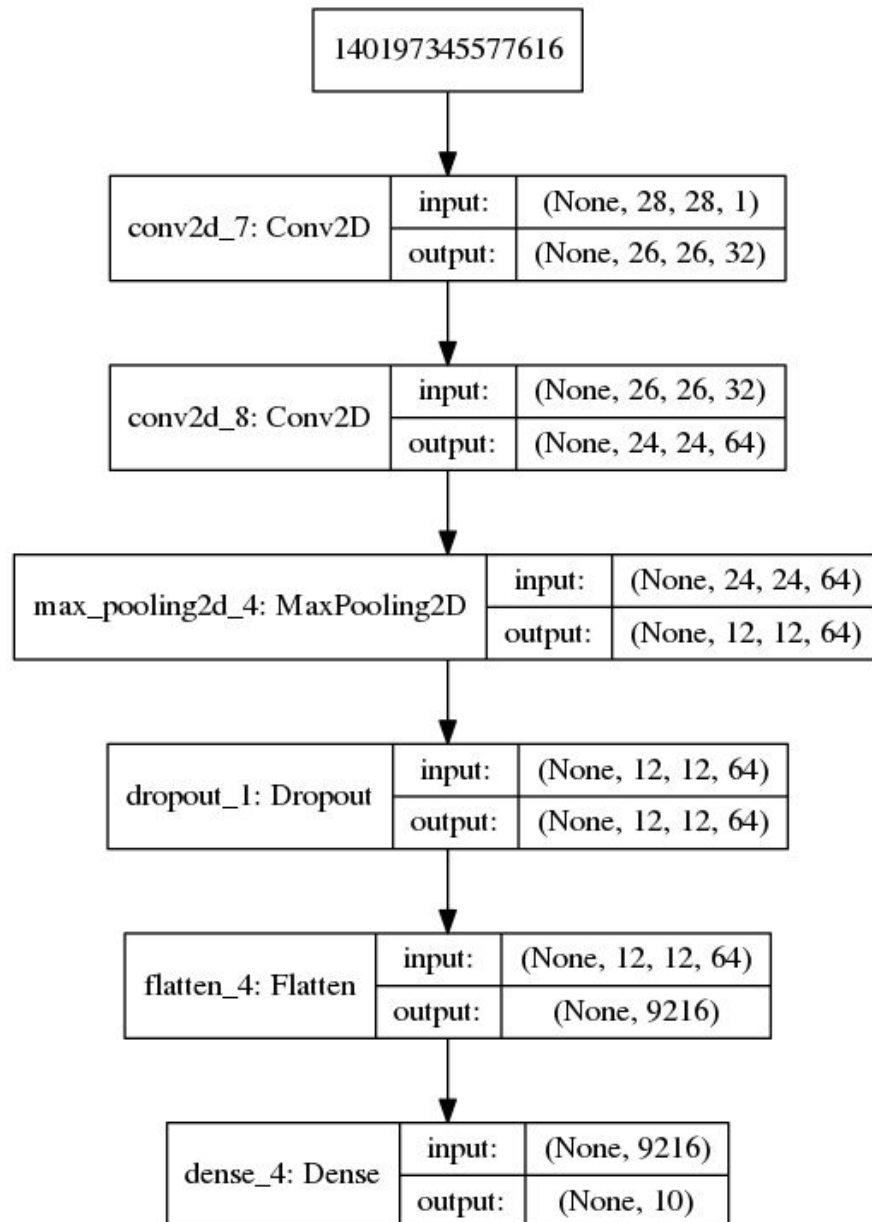 140197345577616
conv2d_7: Conv2D
input: (None, 28, 28, 1)
output: (None, 26, 26, 32)
conv2d_8: Conv2D
input: (None, 26, 26, 32)
output: (None, 24, 24, 64)
max_pooling2d_4: MaxPooling2D
input: (None, 24, 24, 64)
output: (None, 12, 12, 64)
dropout_1: Dropout
input: (None, 12, 12, 64)
output: (None, 12, 12, 64)
flatten_4: Flatten
input: (None, 12, 12, 64)
output: (None, 9216)
dense_4: Dense
input: (None, 9216)
output: (None, 10)